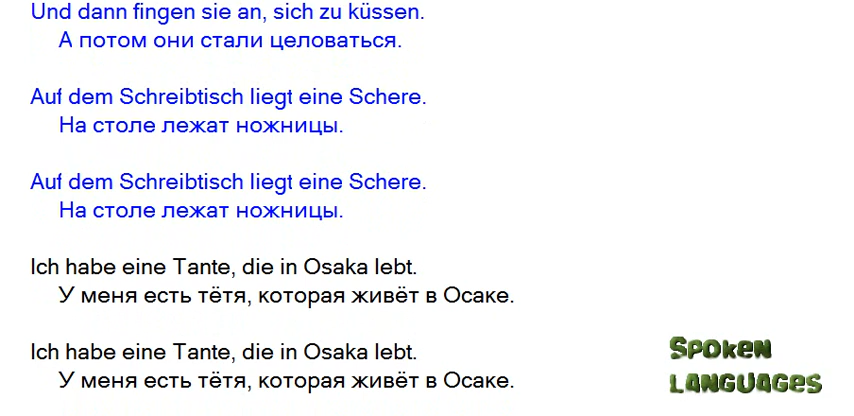 Und dann fingen sie an, sich zu küssen.
А потом они стали целоваться.
Auf dem Schreibtisch liegt eine Schere.
На столе лежат ножницы.
Auf dem Schreibtisch liegt eine Schere.
На столе лежат ножницы.
Ich habe eine Tante, die in Osaka lebt.
У меня есть тётя, которая живёт в Осаке.
Ich habe eine Tante, die in Osaka lebt.
У меня есть тётя, которая живёт в Осаке.
Spoken
Languages